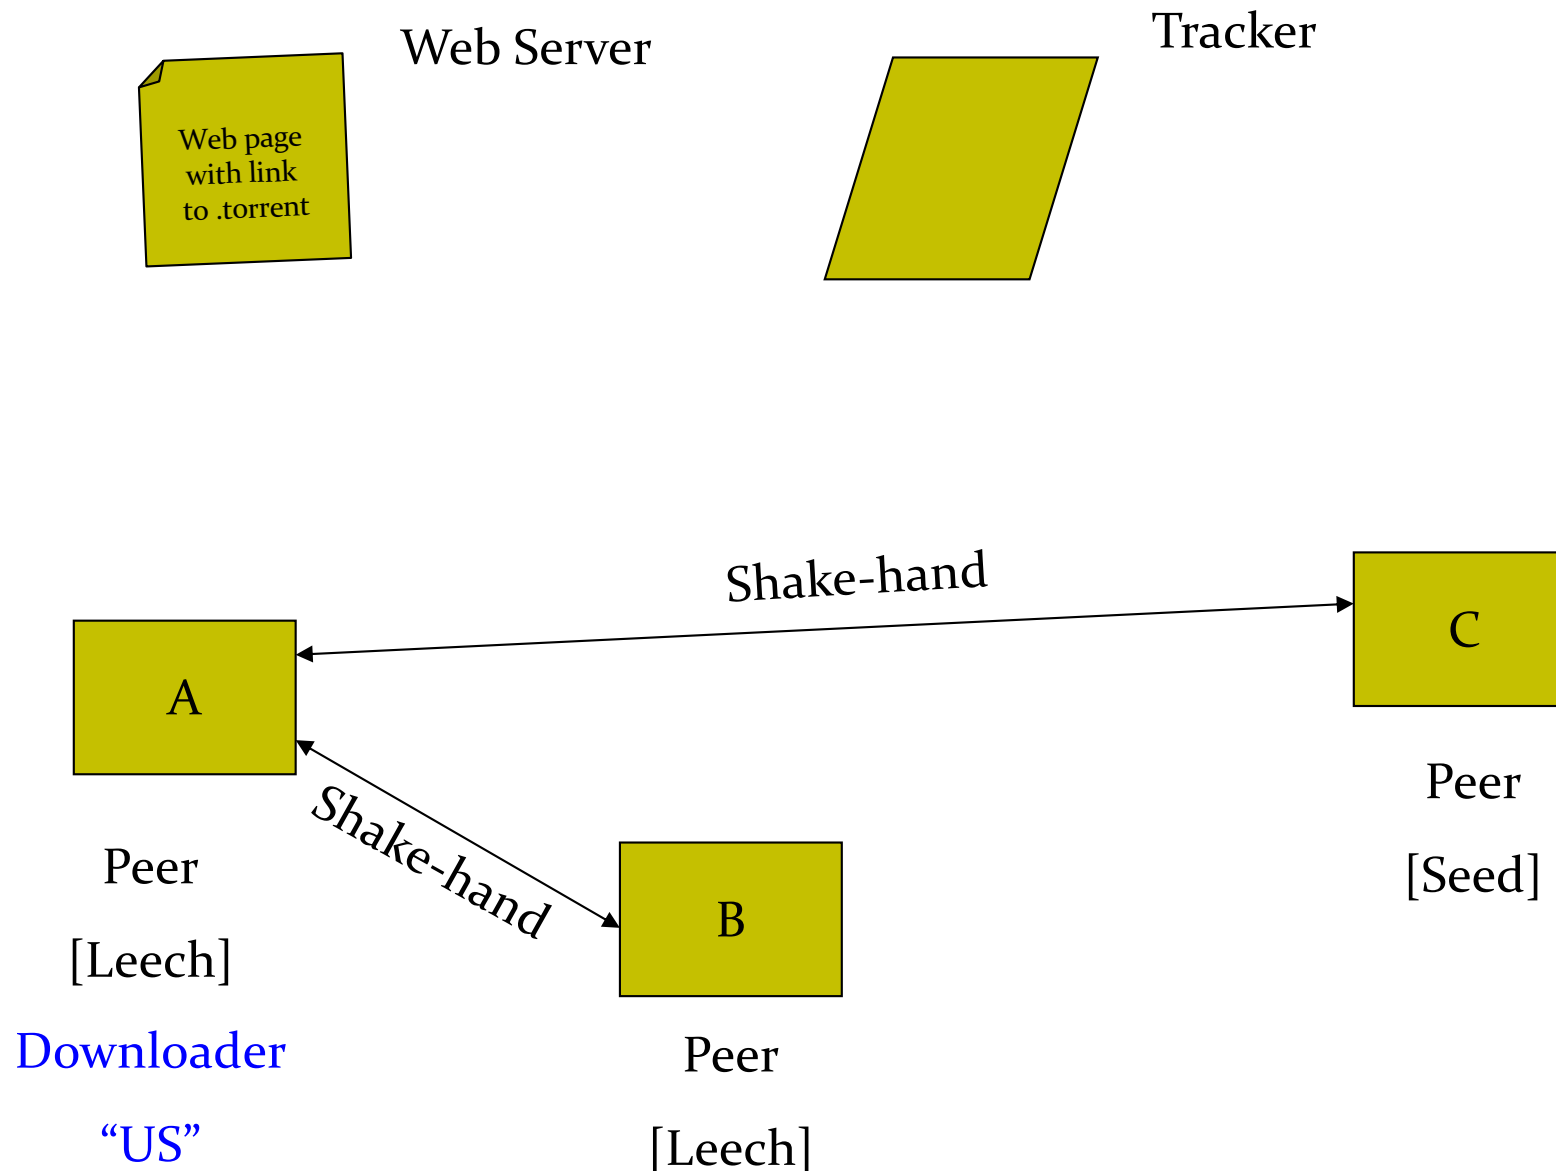 Web Server
Tracker
Web page
with link
to .torrent
Shake-hand
C
A
Shake-hand
Peer
[Seed]
Peer
[Leech]
B
Downloader
“US”
Peer
[Leech]